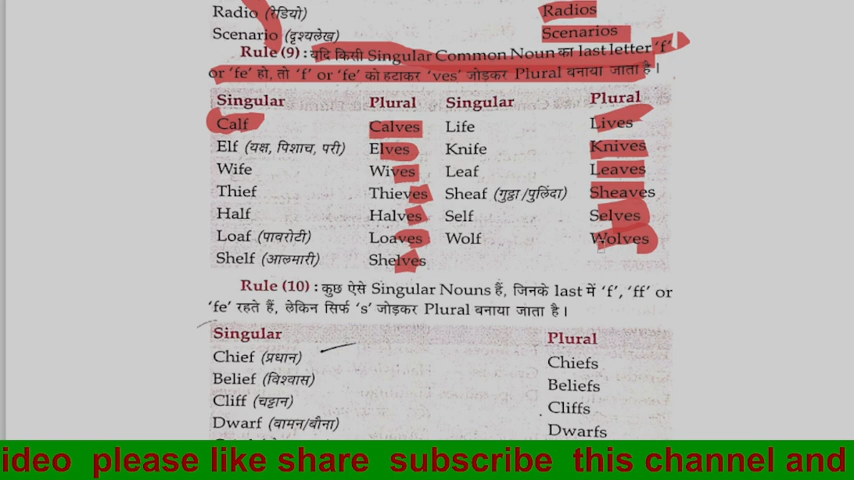 Radio (रेडियो) Radios
Scenario (दृश्यलेख) Scenarios
Rule (9) : यदि किसी Singular Common Noun का last letter 'f'
or 'fe' हो, तो 'f' or 'fe' को हटाकर 'ves' जोड़कर Plural बनाया जाता है।
Singular Plural Singular Plural
Calf Calves Life Lives
Elf (यक्ष, पिशाच, परी) Elves Knife Knives
Wife Wives Leaf Leaves
Thief Thieves Sheaf (गुट्ठा/पुलिंदा) Sheaves
Half Halves Self Selves
Loaf (पावरोटी) Loaves Wolf Wolves
Shelf (आलमारी) Shelves
Rule (10) : कुछ ऐसे Singular Nouns हैं, जिनके last में 'f', 'ff' or
'fe' रहते हैं, लेकिन सिर्फ 's' जोड़कर Plural बनाया जाता है।
Singular Plural
Chief (प्रधान) Chiefs
Belief (विश्वास) Beliefs
Cliff (चट्टान) Cliffs
Dwarf (वामन/बौना) Dwarfs
ideo please like share subscribe this channel and